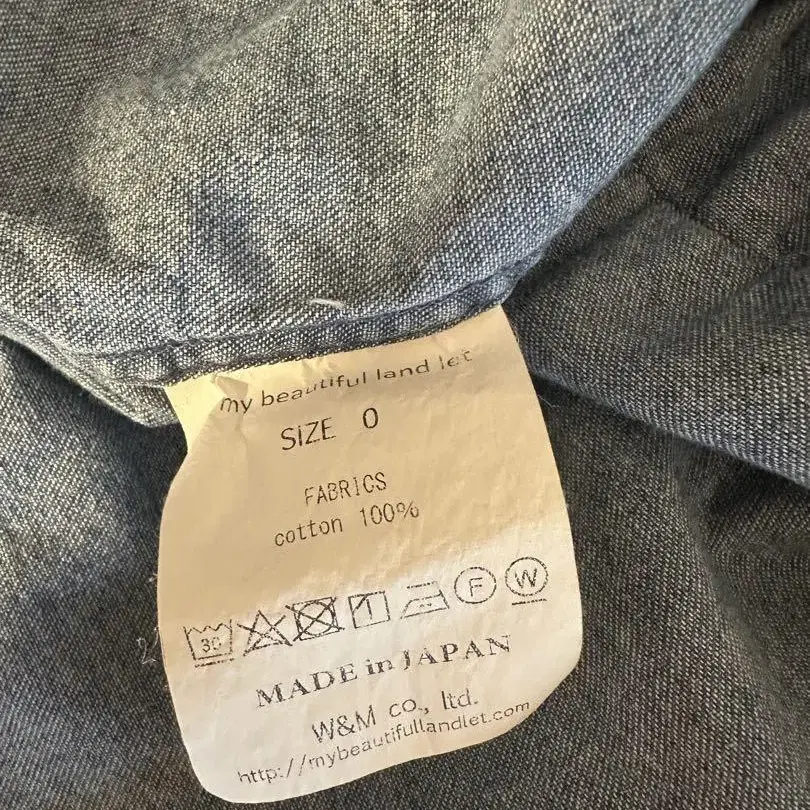 my beautiful land let
SIZE 0
FABRICS
cotton 100%
30 F W
MADE in JAPAN
W&M co., ltd.
http://mybeautifullandlet.com